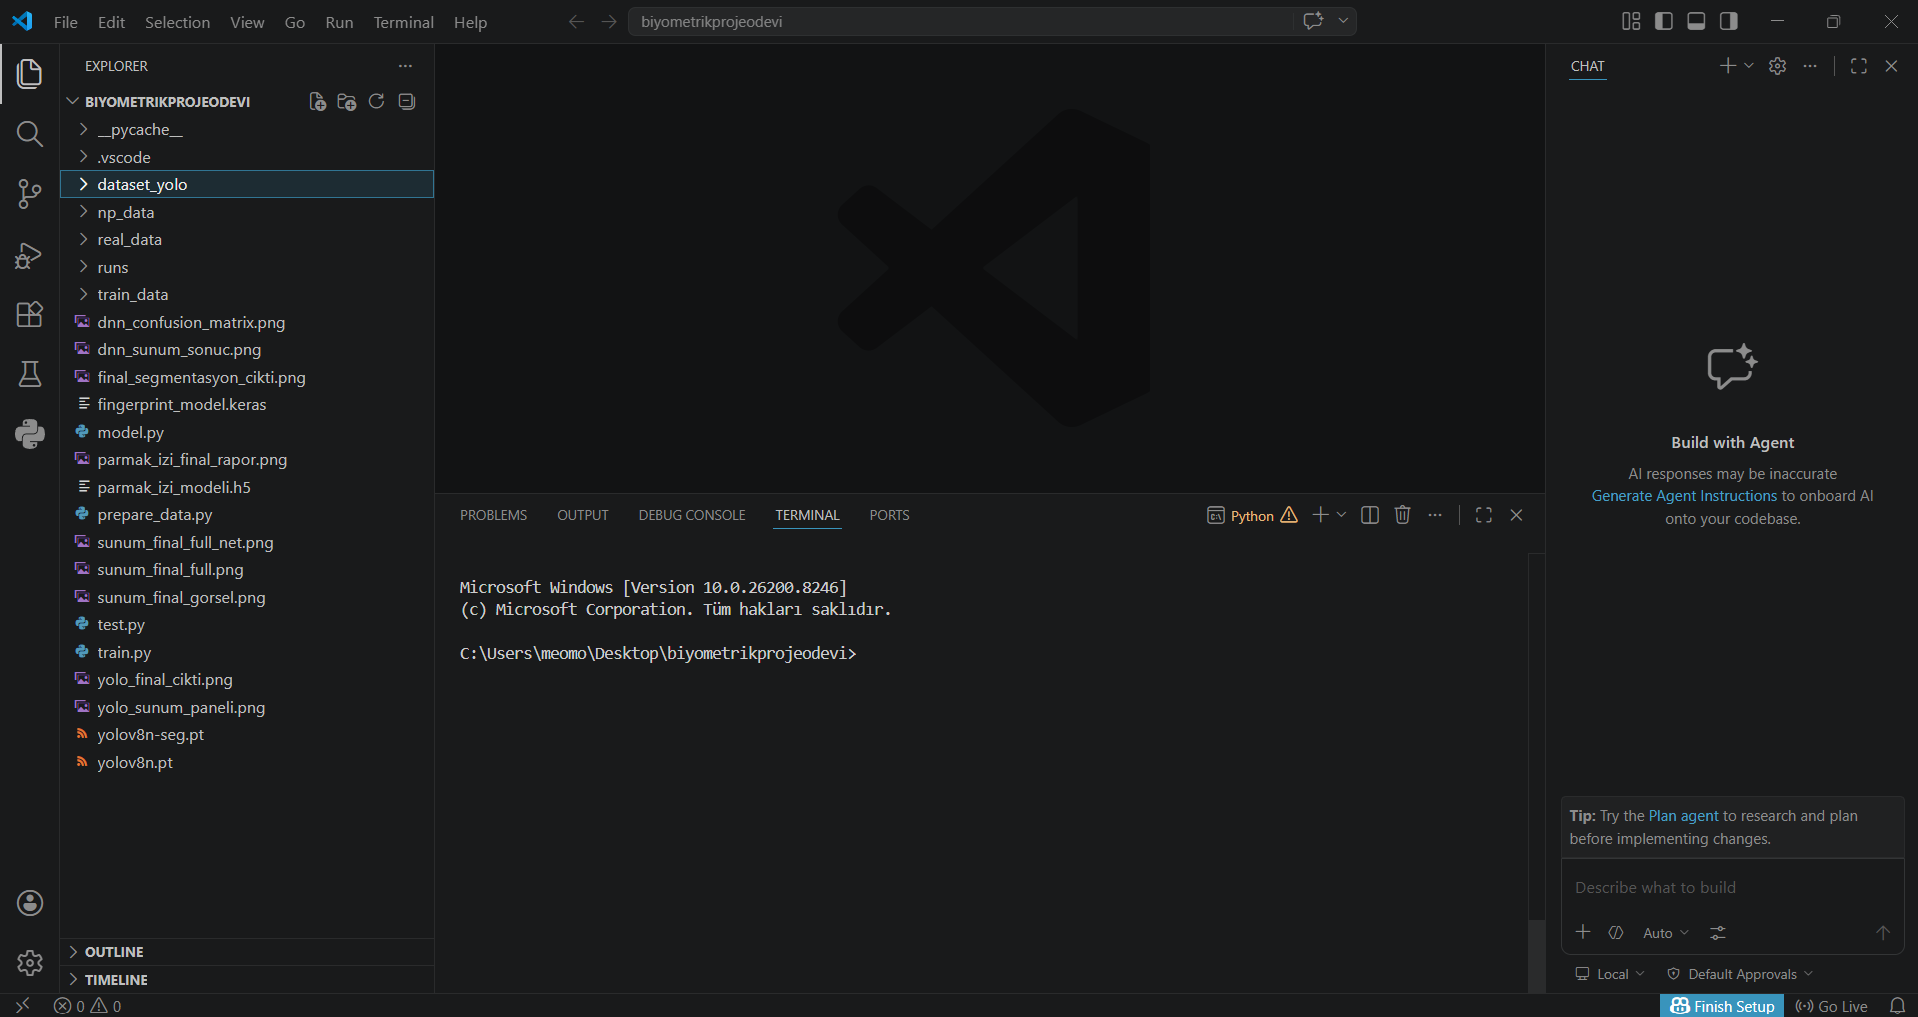 File Edit Selection View Go Run Terminal Help
biyometrikprojeodevi
EXPLORER
BIYOMETRIKPROJEODEVI
__pycache__
.vscode
dataset_yolo
np_data
real_data
runs
train_data
dnn_confusion_matrix.png
dnn_sunum_sonuc.png
final_segmentasyon_cikti.png
fingerprint_model.keras
model.py
parmak_izi_final_rapor.png
parmak_izi_modeli.h5
prepare_data.py
sunum_final_full_net.png
sunum_final_full.png
sunum_final_gorsel.png
test.py
train.py
yolo_final_cikti.png
yolo_sunum_paneli.png
yolov8n-seg.pt
yolov8n.pt
OUTLINE
TIMELINE
PROBLEMS OUTPUT DEBUG CONSOLE TERMINAL PORTS
Python
Microsoft Windows [Version 10.0.26200.8246]
(c) Microsoft Corporation. Tüm hakları saklıdır.
C:\Users\meomo\Desktop\biyometrikprojeodevi>
CHAT
Build with Agent
AI responses may be inaccurate
Generate Agent Instructions to onboard AI
onto your codebase.
Tip: Try the Plan agent to research and plan
before implementing changes.
Describe what to build
Auto
Local Default Approvals
0 0
Finish Setup Go Live